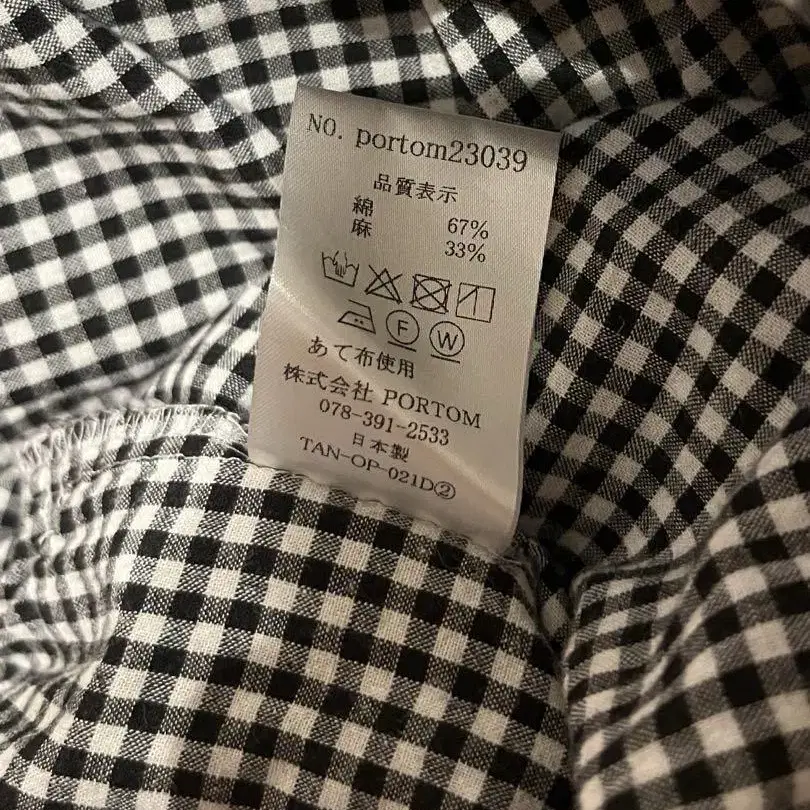 NO. portom23039
品質表示
綿 67%
麻 33%
F W
あて布使用
株式会社 PORTOM
078-391-2533
日本製
TAN-OP-021D②